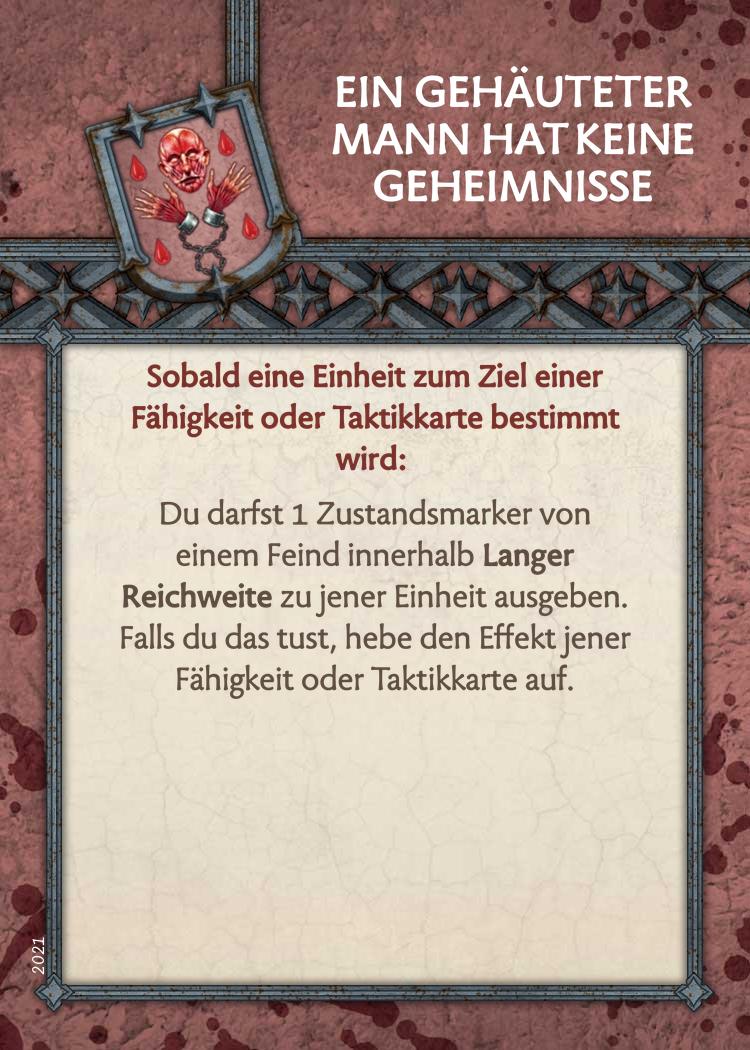 EIN GEHÄUTETER
MANN HAT KEINE
GEHEIMNISSE
Sobald eine Einheit zum Ziel einer
Fähigkeit oder Taktikkarte bestimmt
wird:
Du darfst 1 Zustandsmarker von
einem Feind innerhalb Langer
Reichweite zu jener Einheit ausgeben.
Falls du das tust, hebe den Effekt jener
Fähigkeit oder Taktikkarte auf.
2021